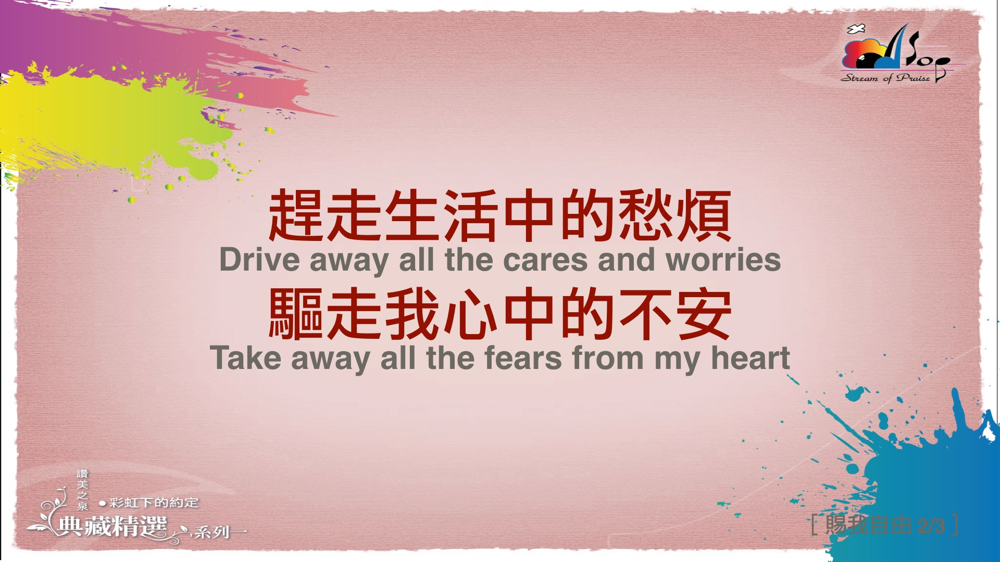 Sop
Stream of Praise
趕走生活中的愁煩
Drive away all the cares and worries
驅走我心中的不安
Take away all the fears from my heart
讚美之泉
●彩虹下的約定
典藏精選
系列一
[ 賜我自由 2/3 ]